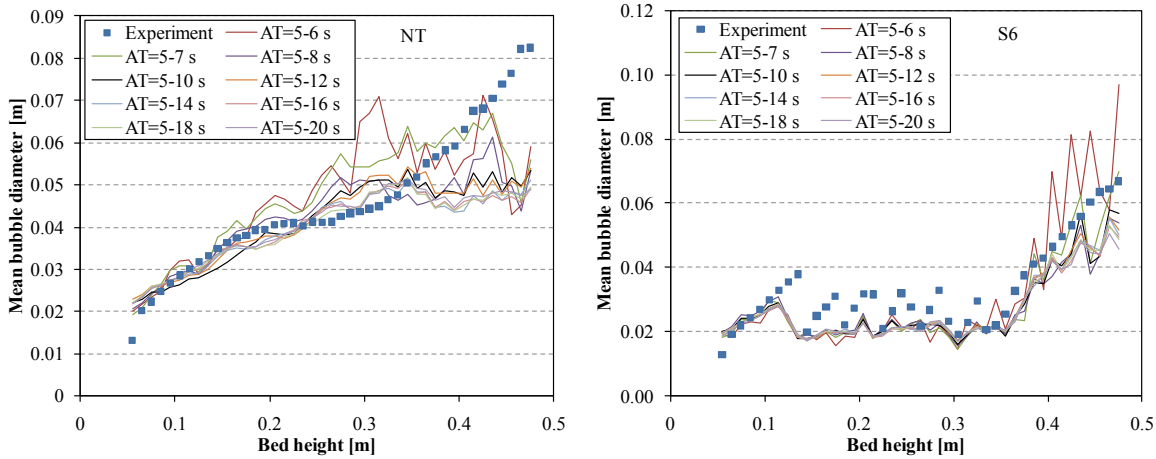 Mean bubble diameter [m]
0.09
0.08
0.07
0.06
0.05
0.04
0.03
0.02
0.01
0
Experiment AT=5-6 s
AT=5-7 s AT=5-8 s
AT=5-10 s AT=5-12 s
AT=5-14 s AT=5-16 s
AT=5-18 s AT=5-20 s
NT
0 0.1 0.2 0.3 0.4 0.5
Bed height [m]
Mean bubble diameter [m]
0.12
0.10
0.08
0.06
0.04
0.02
0.00
Experiment AT=5-6 s
AT=5-7 s AT=5-8 s
AT=5-10 s AT=5-12 s
AT=5-14 s AT=5-16 s
AT=5-18 s AT=5-20 s
S6
0 0.1 0.2 0.3 0.4 0.5
Bed height [m]